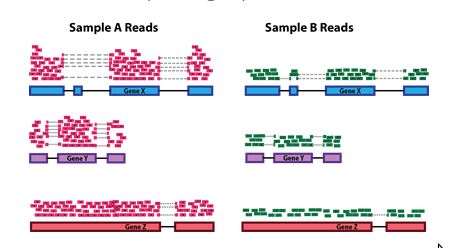 Sample A Reads
Sample B Reads
Gene X
Gene X
Gene Y
Gene Y
Gene Z
Gene Z